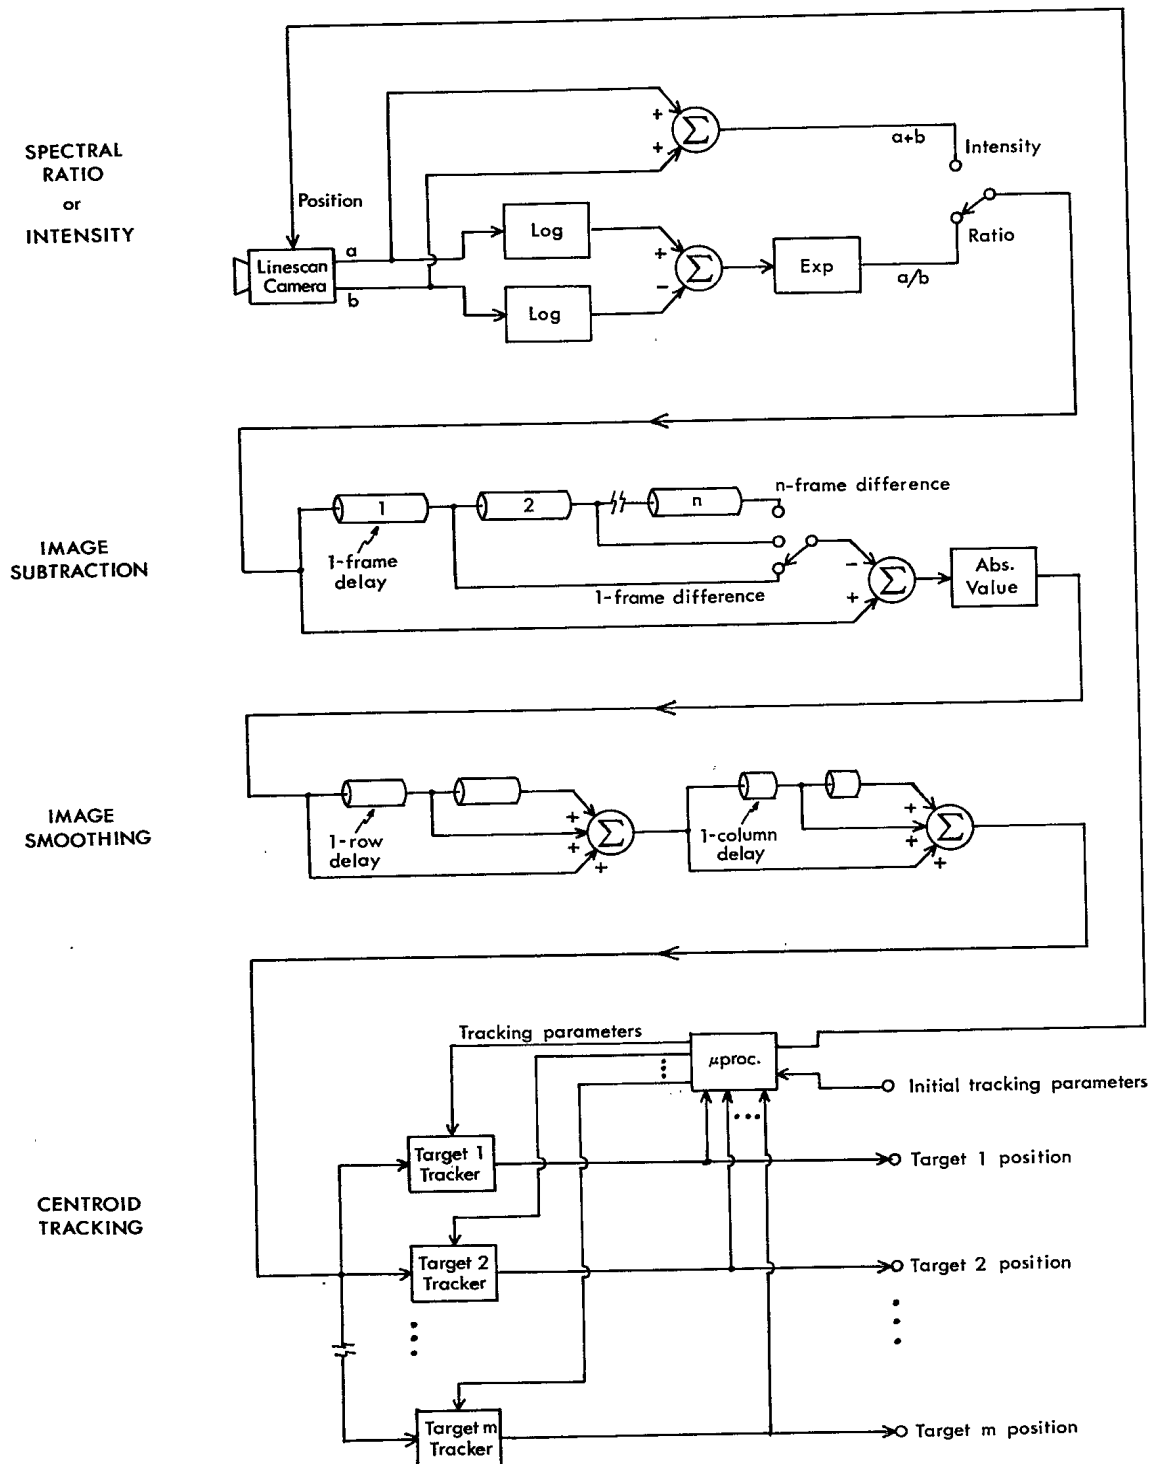 SPECTRAL
RATIO
or
INTENSITY
Position
Linescan
Camera
a
b
Log
Log
+
+
Σ
+
−
Σ
Exp
a+b
Intensity
Ratio
a/b
IMAGE
SUBTRACTION
1
2
n
n-frame difference
1-frame
delay
1-frame difference
−
+
Σ
Abs.
Value
IMAGE
SMOOTHING
1-row
delay
+
+
+
Σ
1-column
delay
+
+
+
Σ
CENTROID
TRACKING
Tracking parameters
μproc.
Initial tracking parameters
Target 1
Tracker
Target 1 position
Target 2
Tracker
Target 2 position
Target m
Tracker
Target m position